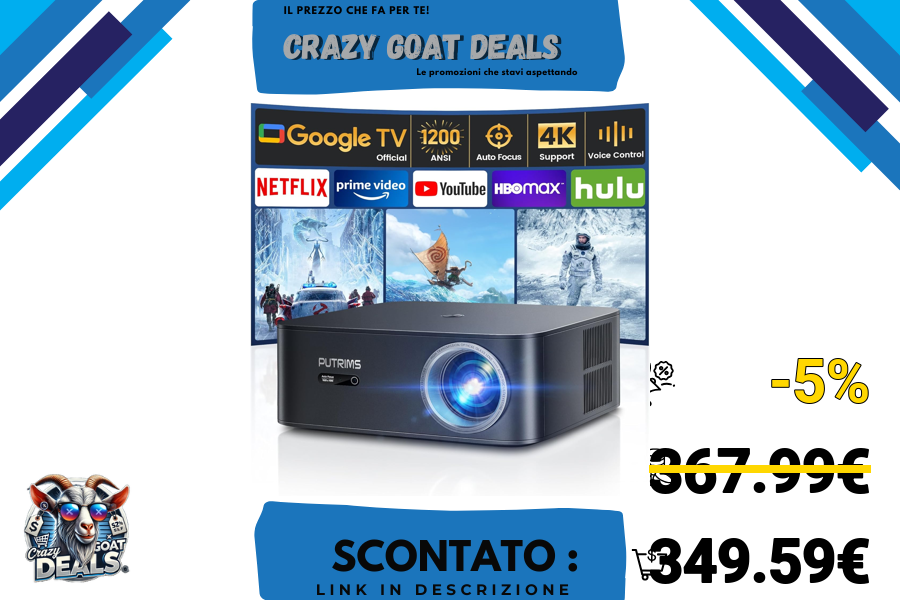 IL PREZZO CHE FA PER TE!
CRAZY GOAT DEALS
Le promozioni che stavi aspettando
Google TV
Official
1200
ANSI
Auto Focus
4K
Support
Voice Control
NETFLIX
prime video
YouTube
HBOMAX
hulu
PUTRIMS
-5%
367.99€
349.59€
SCONTATO :
LINK IN DESCRIZIONE
Crazy
GOAT
DEALS